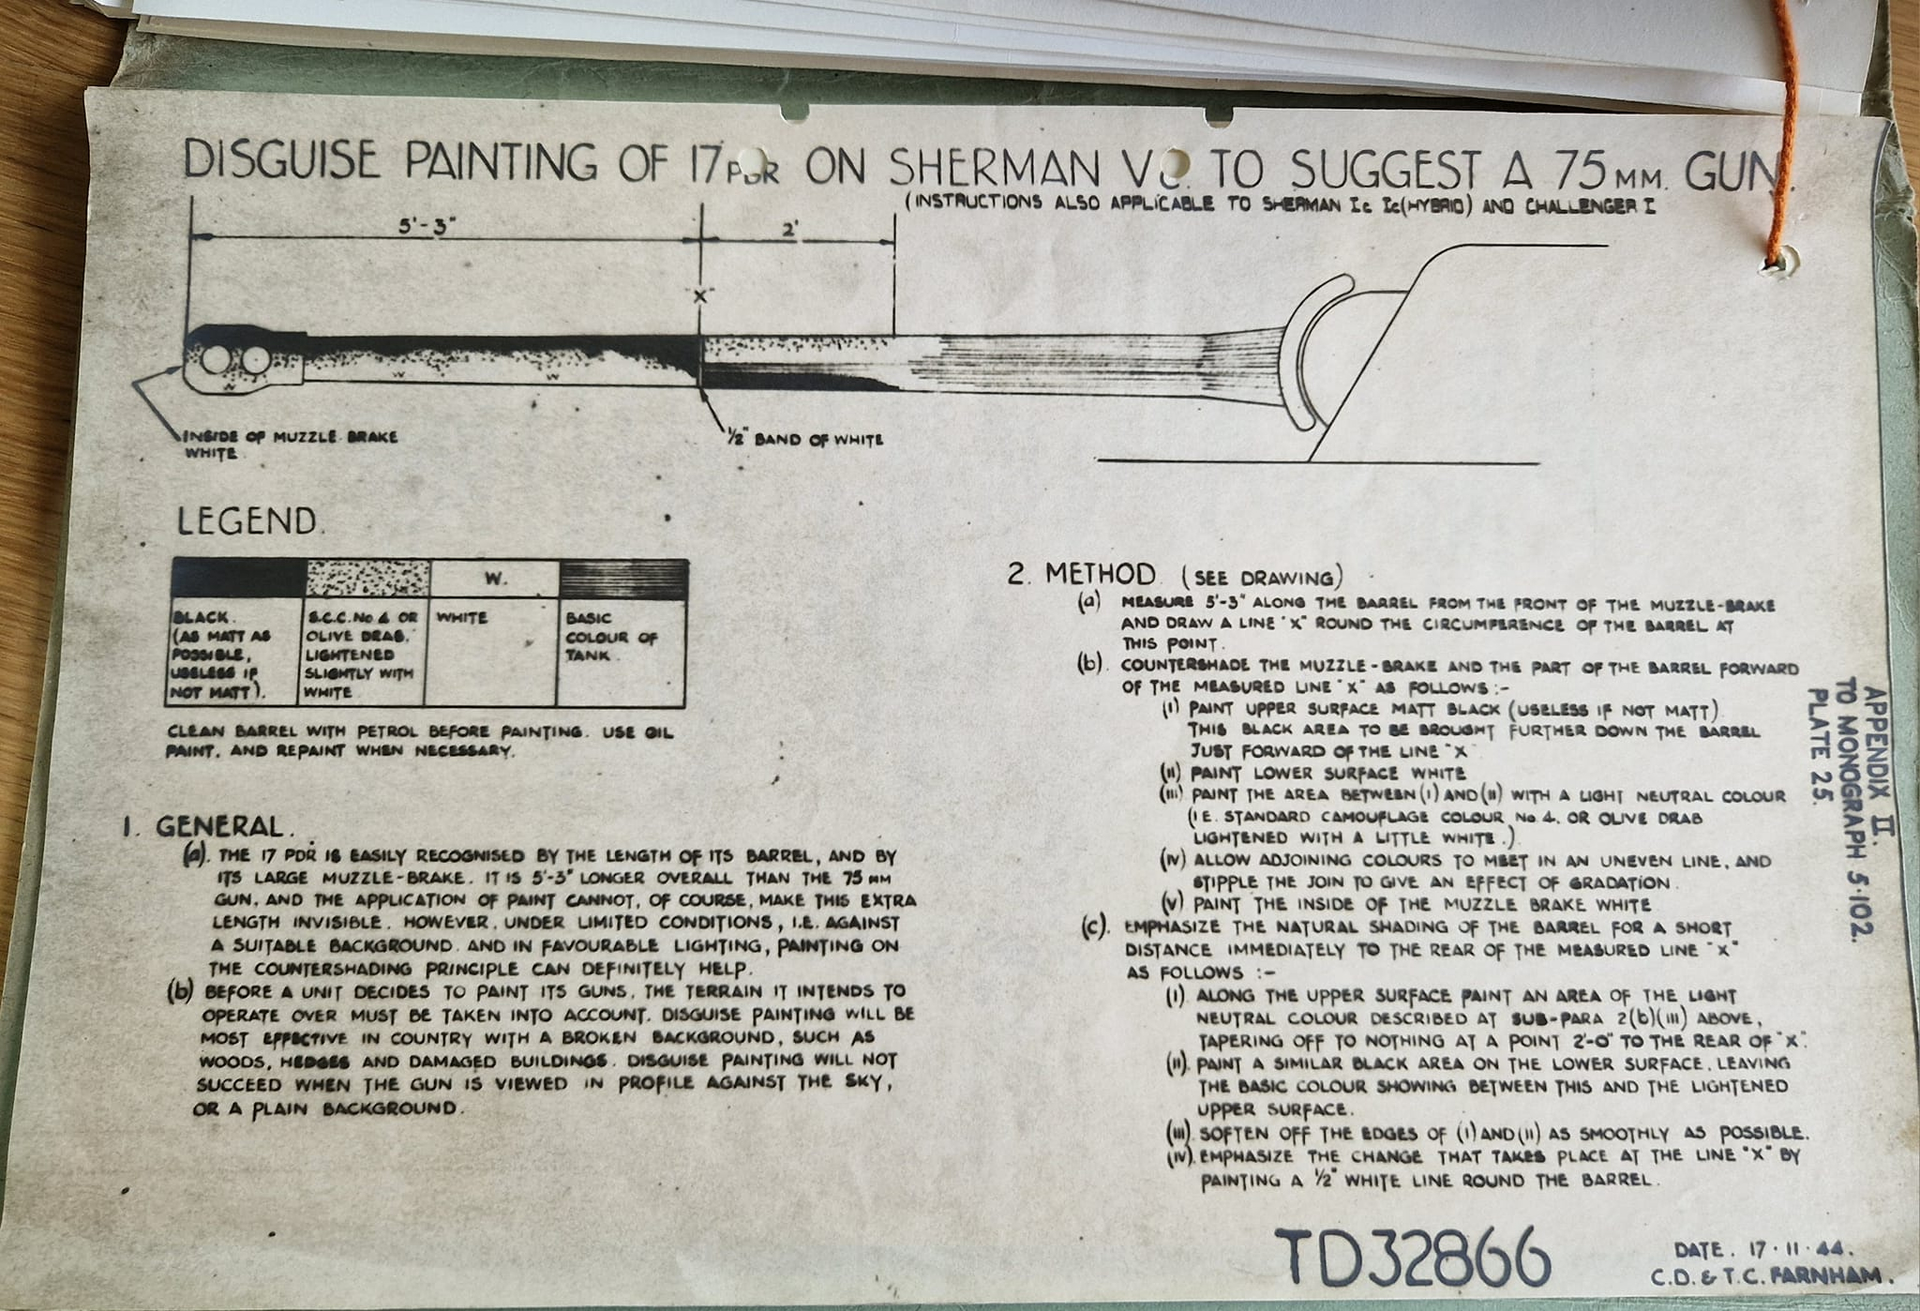 DISGUISE PAINTING OF 17PDR ON SHERMAN VC. TO SUGGEST A 75MM. GUN.
(INSTRUCTIONS ALSO APPLICABLE TO SHERMAN Ic Ic(HYBRID) AND CHALLENGER I
5'-3" 2'
"X"
INSIDE OF MUZZLE BRAKE
WHITE
1/2" BAND OF WHITE
W W W
LEGEND.
W.
BLACK.
(AS MATT AS
POSSIBLE,
USELESS IF
NOT MATT).
S.C.C. No 4 OR
OLIVE DRAB,
LIGHTENED
SLIGHTLY WITH
WHITE
WHITE
BASIC
COLOUR OF
TANK.
CLEAN BARREL WITH PETROL BEFORE PAINTING. USE OIL
PAINT, AND REPAINT WHEN NECESSARY.
1. GENERAL.
(a). THE 17 PDR IS EASILY RECOGNISED BY THE LENGTH OF ITS BARREL, AND BY
ITS LARGE MUZZLE-BRAKE. IT IS 5'-3" LONGER OVERALL THAN THE 75 MM
GUN, AND THE APPLICATION OF PAINT CANNOT, OF COURSE, MAKE THIS EXTRA
LENGTH INVISIBLE. HOWEVER, UNDER LIMITED CONDITIONS, I.E. AGAINST
A SUITABLE BACKGROUND AND IN FAVOURABLE LIGHTING, PAINTING ON
THE COUNTERSHADING PRINCIPLE CAN DEFINITELY HELP.
(b) BEFORE A UNIT DECIDES TO PAINT ITS GUNS, THE TERRAIN IT INTENDS TO
OPERATE OVER MUST BE TAKEN INTO ACCOUNT. DISGUISE PAINTING WILL BE
MOST EFFECTIVE IN COUNTRY WITH A BROKEN BACKGROUND, SUCH AS
WOODS, HEDGES AND DAMAGED BUILDINGS. DISGUISE PAINTING WILL NOT
SUCCEED WHEN THE GUN IS VIEWED IN PROFILE AGAINST THE SKY,
OR A PLAIN BACKGROUND.
2. METHOD (SEE DRAWING)
(a) MEASURE 5'-3" ALONG THE BARREL FROM THE FRONT OF THE MUZZLE-BRAKE
AND DRAW A LINE "X" ROUND THE CIRCUMFERENCE OF THE BARREL AT
THIS POINT.
(b). COUNTERSHADE THE MUZZLE-BRAKE AND THE PART OF THE BARREL FORWARD
OF THE MEASURED LINE "X" AS FOLLOWS :-
(I) PAINT UPPER SURFACE MATT BLACK (USELESS IF NOT MATT)
THIS BLACK AREA TO BE BROUGHT FURTHER DOWN THE BARREL
JUST FORWARD OF THE LINE "X"
(II) PAINT LOWER SURFACE WHITE
(III) PAINT THE AREA BETWEEN (I) AND (II) WITH A LIGHT NEUTRAL COLOUR
(I.E. STANDARD CAMOUFLAGE COLOUR No 4. OR OLIVE DRAB
LIGHTENED WITH A LITTLE WHITE.)
(IV) ALLOW ADJOINING COLOURS TO MEET IN AN UNEVEN LINE, AND
STIPPLE THE JOIN TO GIVE AN EFFECT OF GRADATION.
(V) PAINT THE INSIDE OF THE MUZZLE BRAKE WHITE
(c). EMPHASIZE THE NATURAL SHADING OF THE BARREL FOR A SHORT
DISTANCE IMMEDIATELY TO THE REAR OF THE MEASURED LINE "X"
AS FOLLOWS :-
(I) ALONG THE UPPER SURFACE PAINT AN AREA OF THE LIGHT
NEUTRAL COLOUR DESCRIBED AT SUB-PARA 2(b)(III) ABOVE,
TAPERING OFF TO NOTHING AT A POINT 2'-0" TO THE REAR OF "X".
(II). PAINT A SIMILAR BLACK AREA ON THE LOWER SURFACE, LEAVING
THE BASIC COLOUR SHOWING BETWEEN THIS AND THE LIGHTENED
UPPER SURFACE.
(III). SOFTEN OFF THE EDGES OF (I) AND (II) AS SMOOTHLY AS POSSIBLE.
(IV). EMPHASIZE THE CHANGE THAT TAKES PLACE AT THE LINE "X" BY
PAINTING A 1/2" WHITE LINE ROUND THE BARREL.
APPENDIX II.
TO MONOGRAPH 5·102.
PLATE 25.
TD32866
DATE. 17·11·44.
C.D. & T.C. FARNHAM.